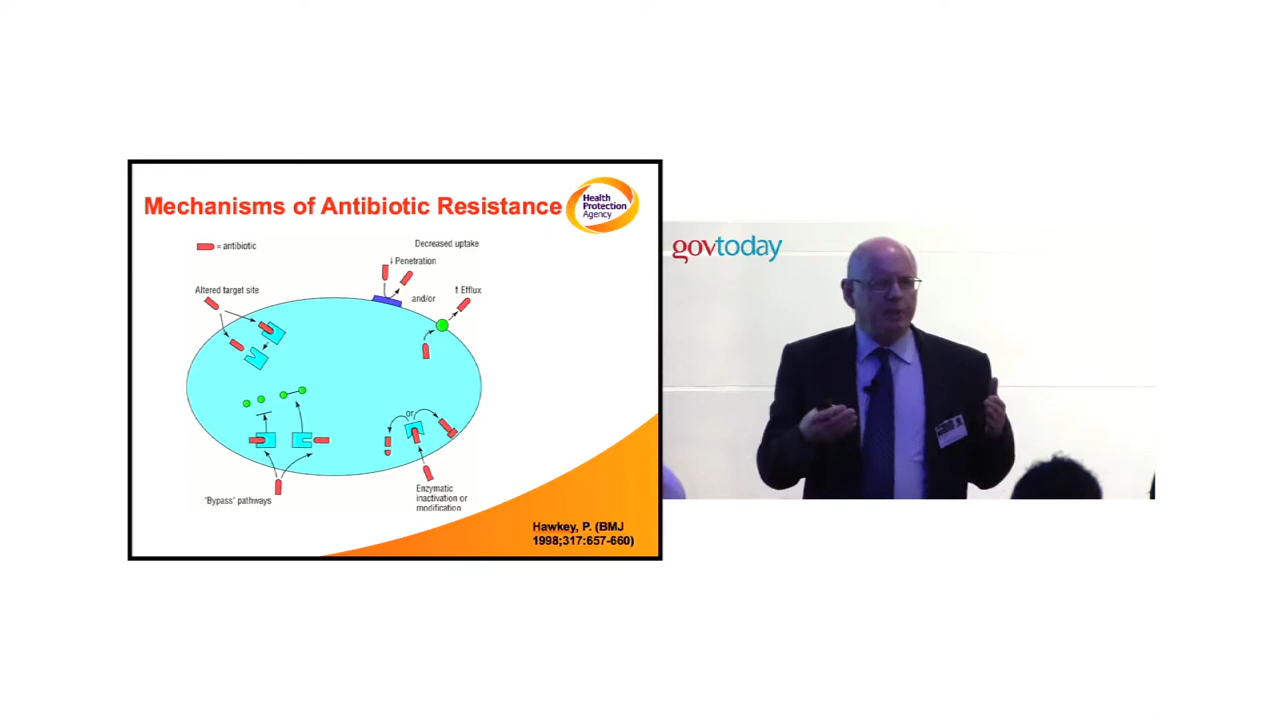 Mechanisms of Antibiotic Resistance
Health
Protection
Agency
= antibiotic
Decreased uptake
↓ Penetration
and/or
↑ Efflux
Altered target site
or
'Bypass' pathways
Enzymatic
inactivation or
modification
Hawkey, P. (BMJ
1998;317:657-660)
govtoday